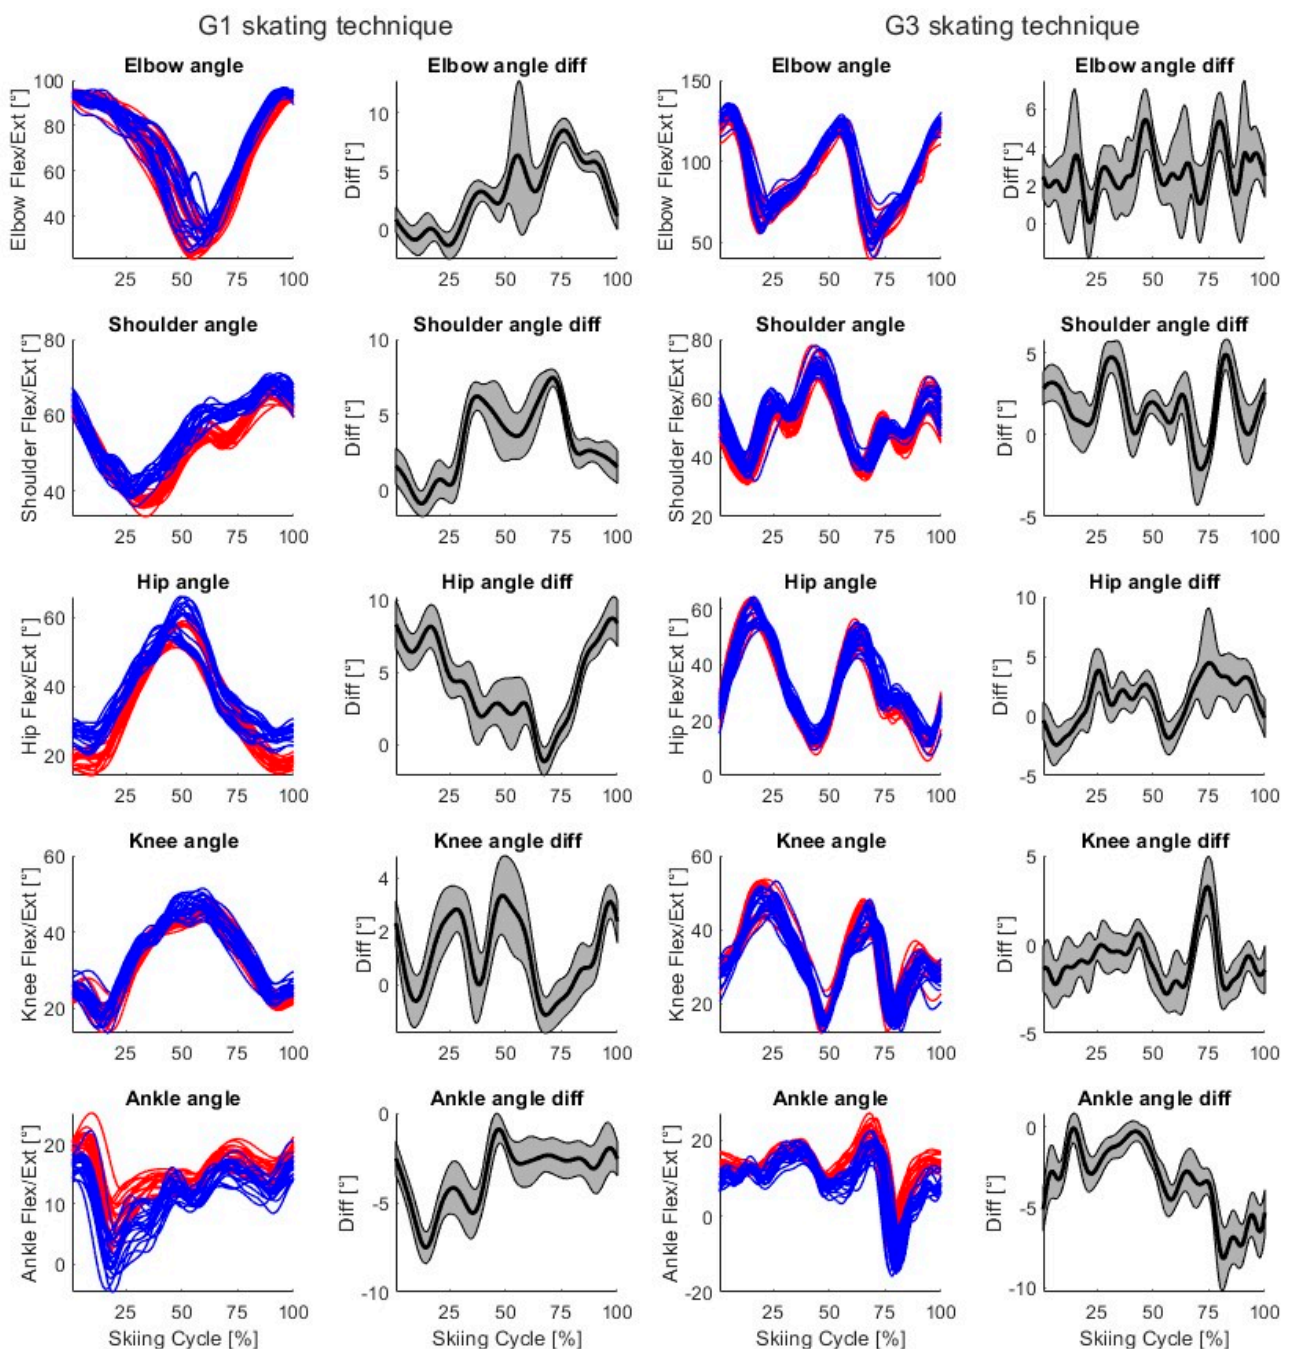 G1 skating technique
G3 skating technique
Elbow angle
Elbow Flex/Ext [°]
100
80
60
40
25 50 75 100
Elbow angle diff
Diff [°]
10
5
0
25 50 75 100
Elbow angle
Elbow Flex/Ext [°]
150
100
50
25 50 75 100
Elbow angle diff
Diff [°]
6
4
2
0
25 50 75 100
Shoulder angle
Shoulder Flex/Ext [°]
80
60
40
25 50 75 100
Shoulder angle diff
Diff [°]
10
5
0
25 50 75 100
Shoulder angle
Shoulder Flex/Ext [°]
80
60
40
20
25 50 75 100
Shoulder angle diff
Diff [°]
5
0
-5
25 50 75 100
Hip angle
Hip Flex/Ext [°]
60
40
20
25 50 75 100
Hip angle diff
Diff [°]
10
5
0
25 50 75 100
Hip angle
Hip Flex/Ext [°]
60
40
20
0
25 50 75 100
Hip angle diff
Diff [°]
10
5
0
-5
25 50 75 100
Knee angle
Knee Flex/Ext [°]
60
40
20
25 50 75 100
Knee angle diff
Diff [°]
4
2
0
25 50 75 100
Knee angle
Knee Flex/Ext [°]
60
40
20
25 50 75 100
Knee angle diff
Diff [°]
5
0
-5
25 50 75 100
Ankle angle
Ankle Flex/Ext [°]
20
10
0
25 50 75 100
Skiing Cycle [%]
Ankle angle diff
Diff [°]
0
-5
-10
25 50 75 100
Skiing Cycle [%]
Ankle angle
Ankle Flex/Ext [°]
20
0
-20
25 50 75 100
Skiing Cycle [%]
Ankle angle diff
Diff [°]
0
-5
-10
25 50 75 100
Skiing Cycle [%]